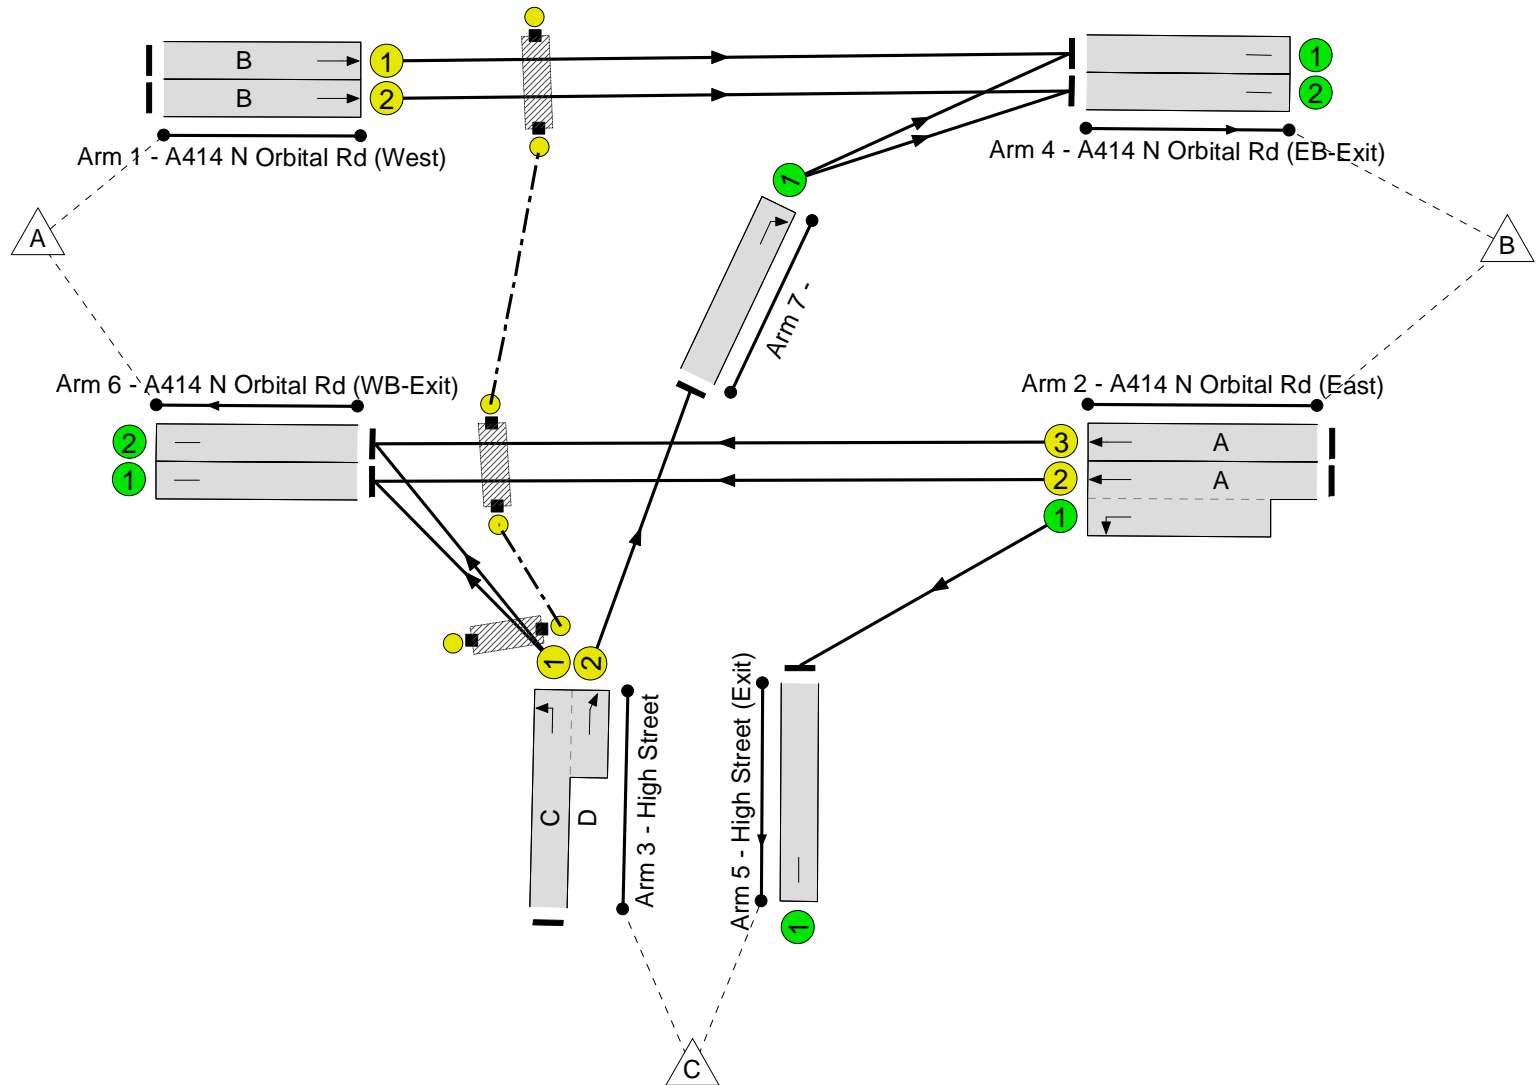 B
1
B
2
1
2
Arm 1 - A414 N Orbital Rd (West)
Arm 4 - A414 N Orbital Rd (EB-Exit)
1
A
B
Arm 7 -
Arm 6 - A414 N Orbital Rd (WB-Exit)
Arm 2 - A414 N Orbital Rd (East)
2
1
3
A
2
A
1
1
2
C
D
Arm 3 - High Street
Arm 5 - High Street (Exit)
1
C